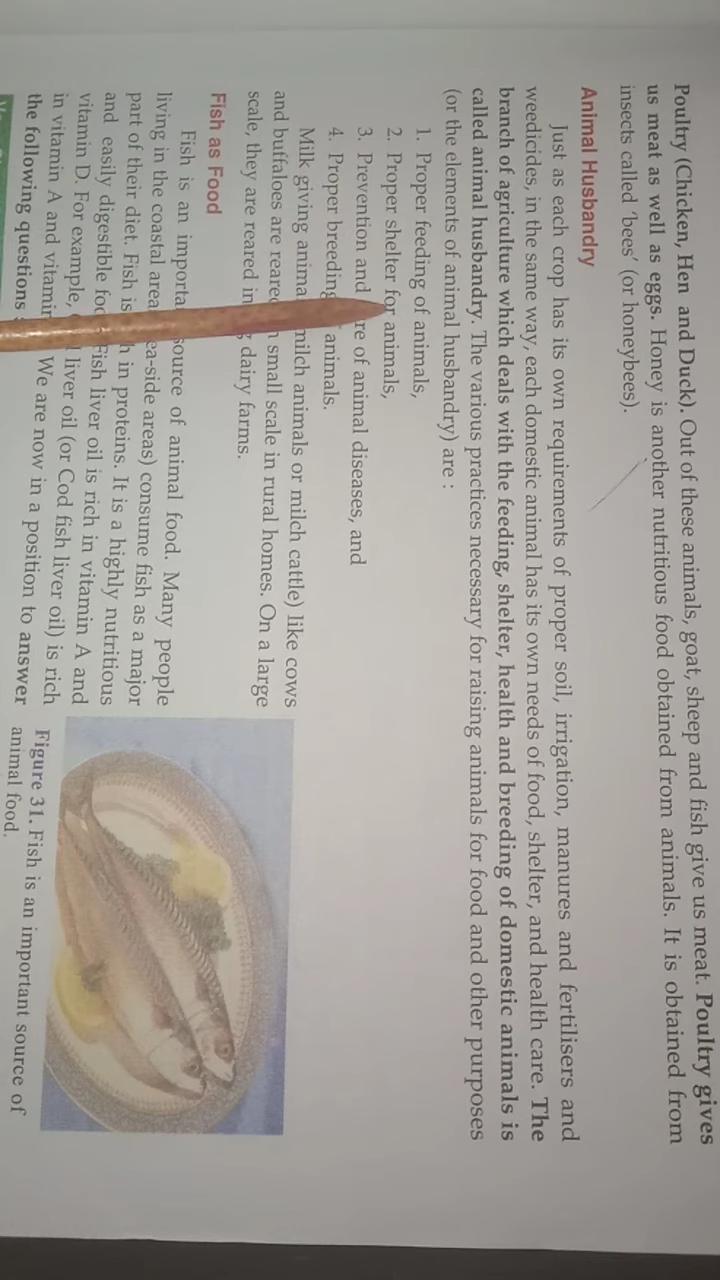 Poultry (Chicken, Hen and Duck). Out of these animals, goat, sheep and fish give us meat. Poultry gives
us meat as well as eggs. Honey is another nutritious food obtained from animals. It is obtained from
insects called 'bees' (or honeybees).
Animal Husbandry
Just as each crop has its own requirements of proper soil, irrigation, manures and fertilisers and
weedicides, in the same way, each domestic animal has its own needs of food, shelter, and health care. The
branch of agriculture which deals with the feeding, shelter, health and breeding of domestic animals is
called animal husbandry. The various practices necessary for raising animals for food and other purposes
(or the elements of animal husbandry) are :
1. Proper feeding of animals,
2. Proper shelter for animals,
3. Prevention and re of animal diseases, and
4. Proper breeding animals.
Milk giving anima milch animals or milch cattle) like cows
and buffaloes are reared small scale in rural homes. On a large
scale, they are reared in dairy farms.
Fish as Food
Fish is an importa source of animal food. Many people
living in the coastal area ea-side areas) consume fish as a major
part of their diet. Fish is h in proteins. It is a highly nutritious
and easily digestible foo Fish liver oil is rich in vitamin A and
vitamin D. For example, liver oil (or Cod fish liver oil) is rich
in vitamin A and vitamin We are now in a position to answer
the following questions :
Figure 31. Fish is an important source of
animal food.